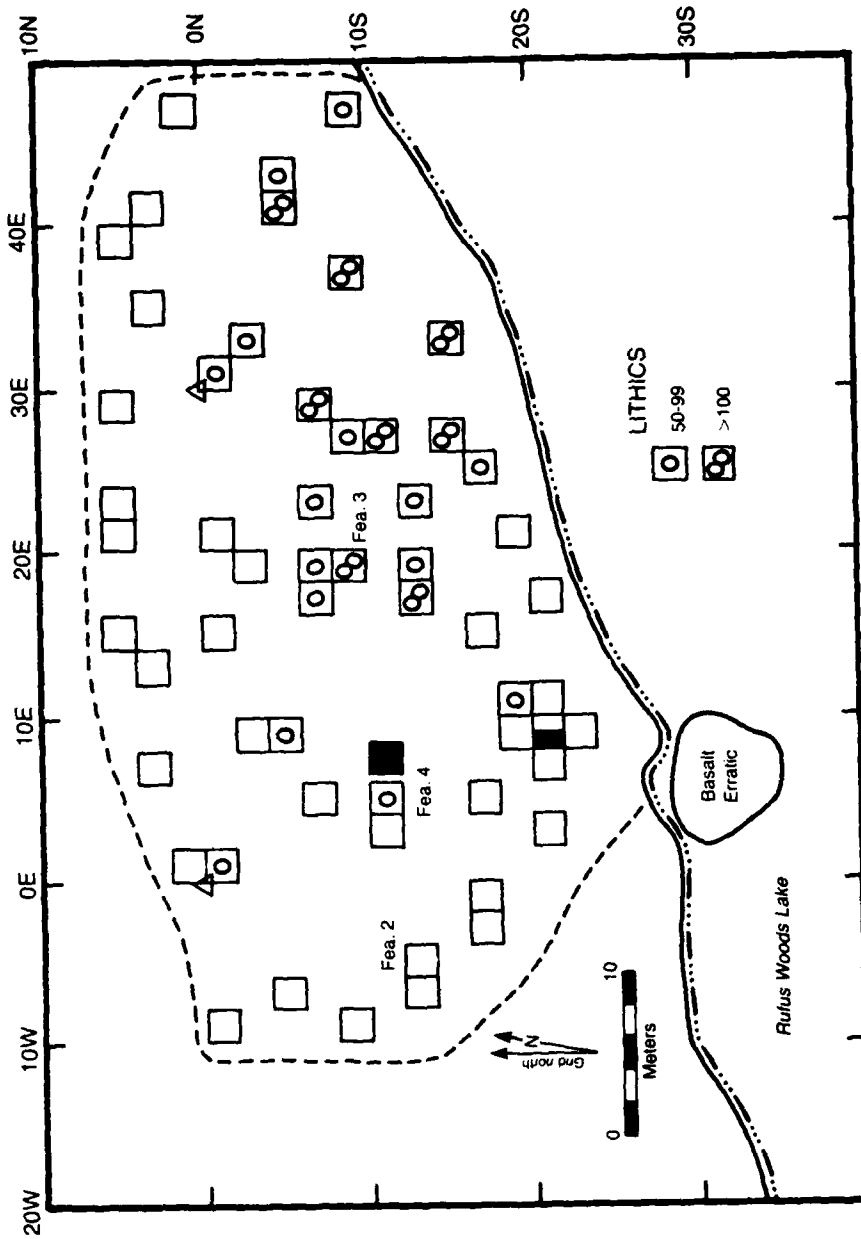 20W
10W
0E
10E
20E
30E
40E
10N
0N
10S
20S
30S
Fea. 2
Fea. 4
Fea. 3
LITHICS
50-99
>100
Grid north
N
0
10
Meters
Basalt
Erratic
Rufus Woods Lake